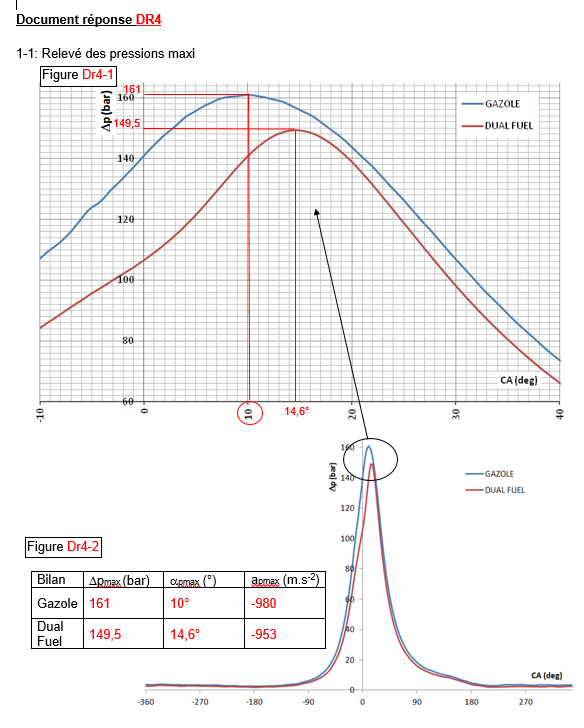 Document réponse DR4
1-1: Relevé des pressions maxi
Figure Dr4-1
Δp (bar)
161
160
149,5
140
120
100
80
60
GAZOLE
DUAL FUEL
CA (deg)
-10
0
10
14,6°
20
30
40
Δp (bar)
160
140
120
100
80
60
40
20
0
GAZOLE
DUAL FUEL
CA (deg)
-360
-270
-180
-90
0
90
180
270
Figure Dr4-2
Bilan Δpmax (bar) αpmax (°) apmax (m.s-2)
Gazole 161 10° -980
Dual
Fuel 149,5 14,6° -953